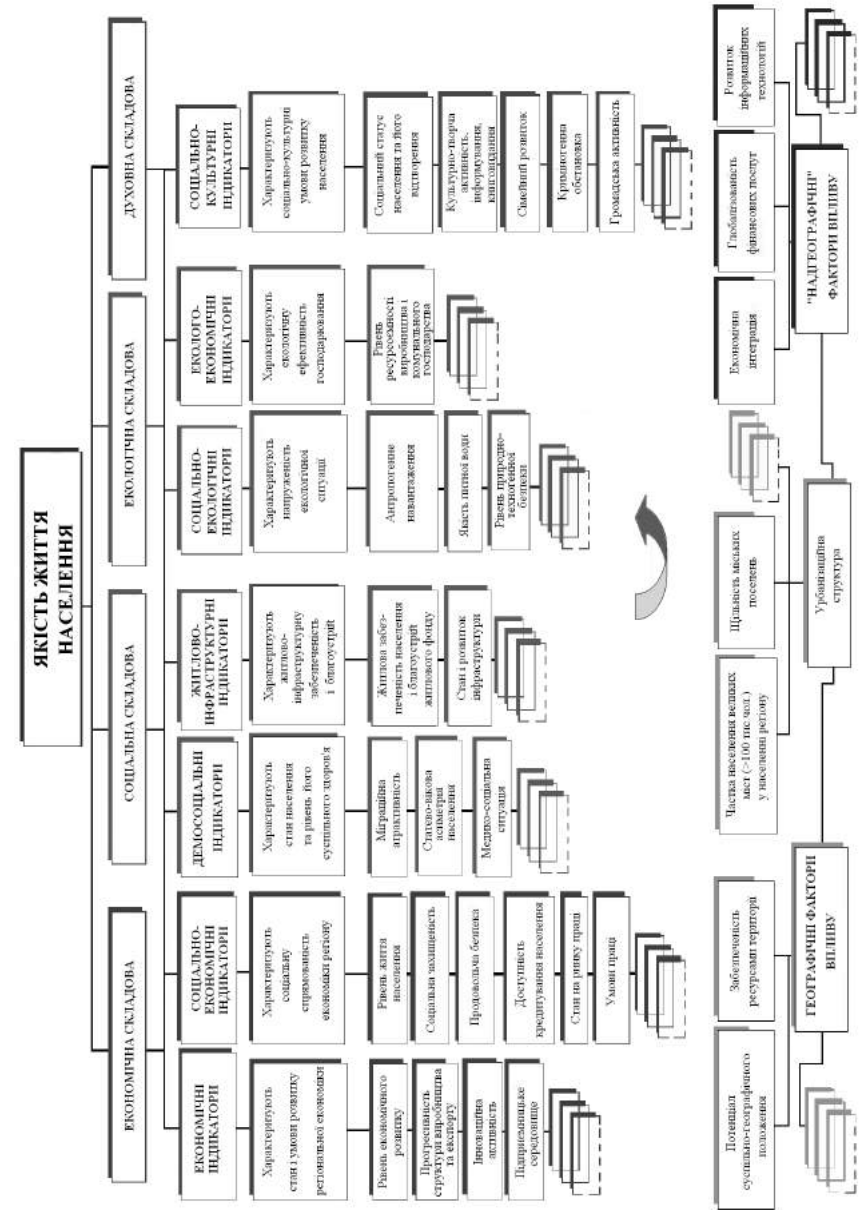 ЯКІСТЬ ЖИТТЯ
НАСЕЛЕННЯ
ЕКОНОМІЧНА СКЛАДОВА
СОЦІАЛЬНА СКЛАДОВА
ЕКОЛОГІЧНА СКЛАДОВА
ДУХОВНА СКЛАДОВА
ЕКОНОМІЧНІ
ІНДИКАТОРИ
Характеризують
стан і умови розвитку
регіональної економіки
Рівень економічного
розвитку
Прогресивність
структури виробництва
та експорту
Інноваційна
активність
Підприємницьке
середовище
СОЦІАЛЬНО-
ЕКОНОМІЧНІ
ІНДИКАТОРИ
Характеризують
соціальну
спрямованість
економіки регіону
Рівень життя
населення
Соціальна захищеність
Продовольча безпека
Доступність
кредитування населення
Стан на ринку праці
Умови праці
ДЕМОСОЦІАЛЬНІ
ІНДИКАТОРИ
Характеризують
стан населення
та рівень його
суспільного здоров'я
Міграційна
атрактивність
Статево-вікова
асиметрія
населення
Медико-соціальна
ситуація
ЖИТЛОВО-
ІНФРАСТРУКТУРНІ
ІНДИКАТОРИ
Характеризують
житлово-
інфраструктурну
забезпеченість
і благоустрій
Житлова забез-
печеність населення
і благоустрій
житлового фонду
Стан і розвиток
інфраструктури
СОЦІАЛЬНО-
ЕКОЛОГІЧНІ
ІНДИКАТОРИ
Характеризують
напруженість
екологічної
ситуації
Антропогенне
навантаження
Якість питної води
Рівень природно-
техногенної
безпеки
ЕКОЛОГО-
ЕКОНОМІЧНІ
ІНДИКАТОРИ
Характеризують
екологічну
ефективність
господарювання
Рівень
ресурсоємності
виробництва і
комунального
господарства
СОЦІАЛЬНО-
КУЛЬТУРНІ
ІНДИКАТОРИ
Характеризують
соціально-культурні
умови розвитку
населення
Соціальний статус
населення та його
відтворення
Культурно-творча
активність,
інформування,
книговидання
Сімейний розвиток
Криміногенна
обстановка
Громадська активність
Потенціал
суспільно-географічного
положення
Забезпеченість
ресурсами території
Частка населення великих
міст (>100 тис чол.)
у населенні регіону
Щільність міських
поселень
Економічна
інтеграція
Глобалізованість
фінансових послуг
Розвиток
інформаційних
технологій
ГЕОГРАФІЧНІ ФАКТОРИ
ВПЛИВУ
Урбанізаційна
структура
"НАДГЕОГРАФІЧНІ"
ФАКТОРИ ВПЛИВУ